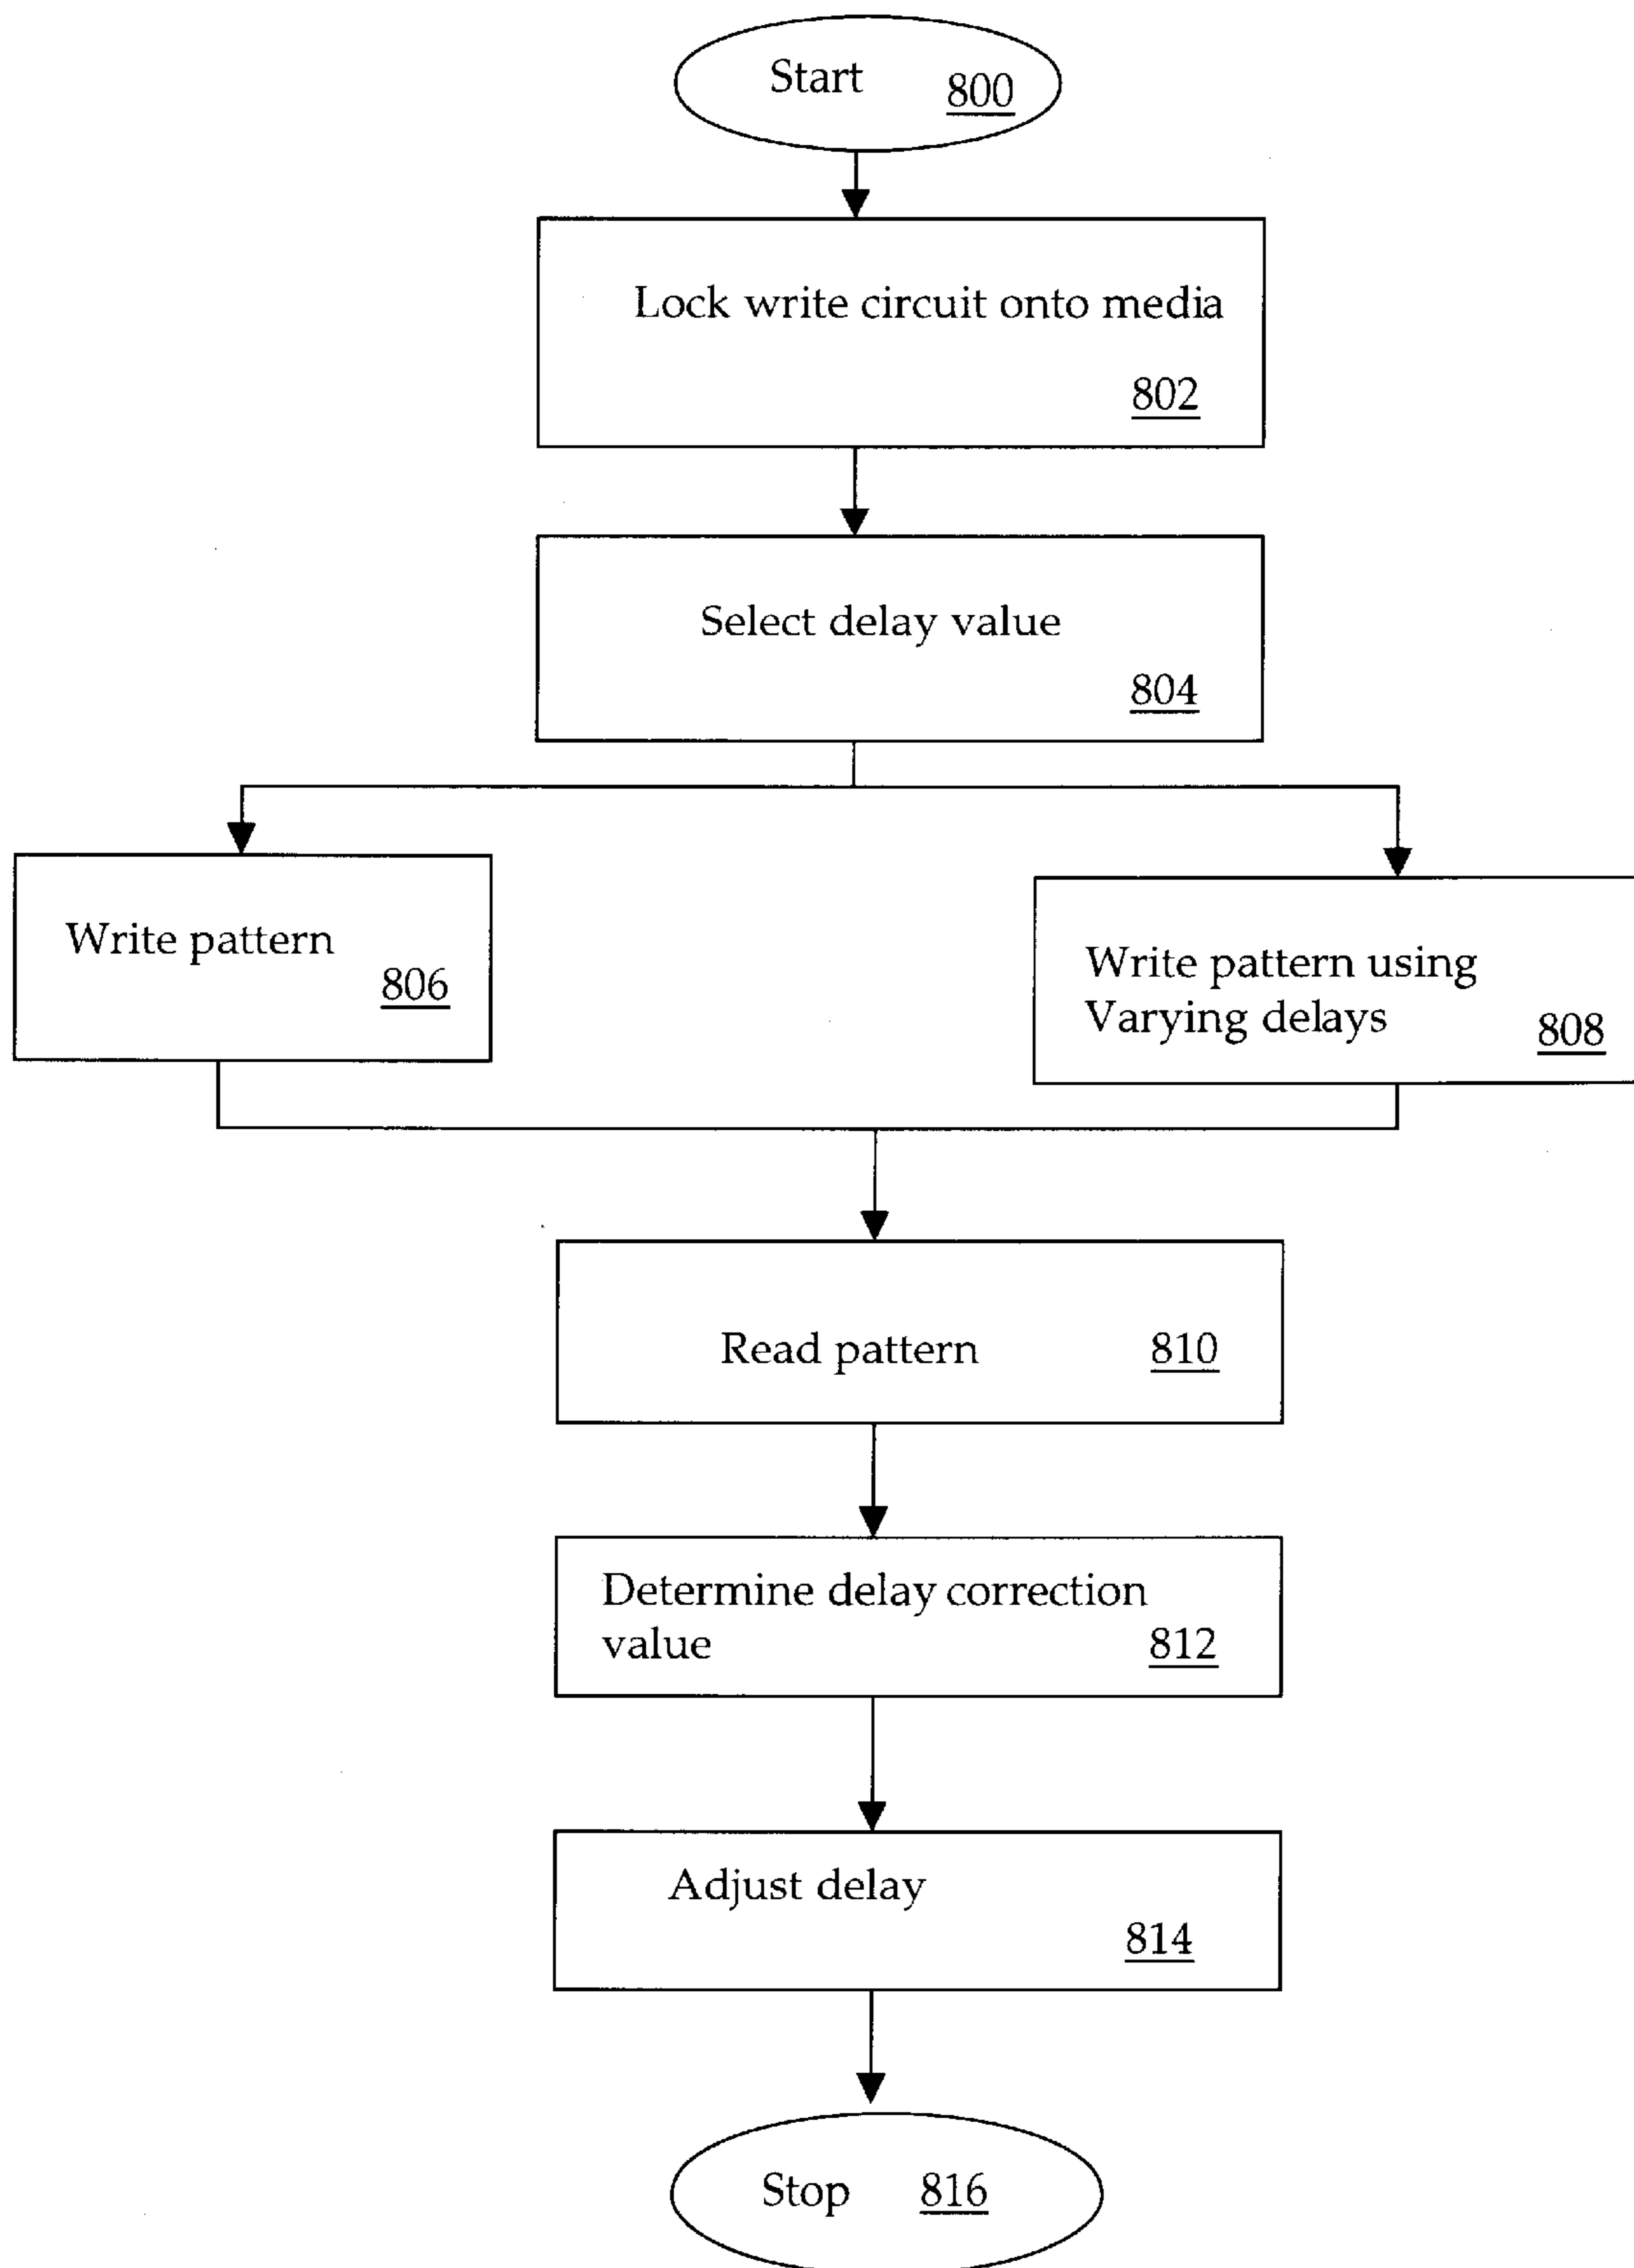 Start 800
Lock write circuit onto media
802
Select delay value
804
Write pattern
806
Write pattern using
Varying delays 808
Read pattern 810
Determine delay correction
value 812
Adjust delay
814
Stop 816